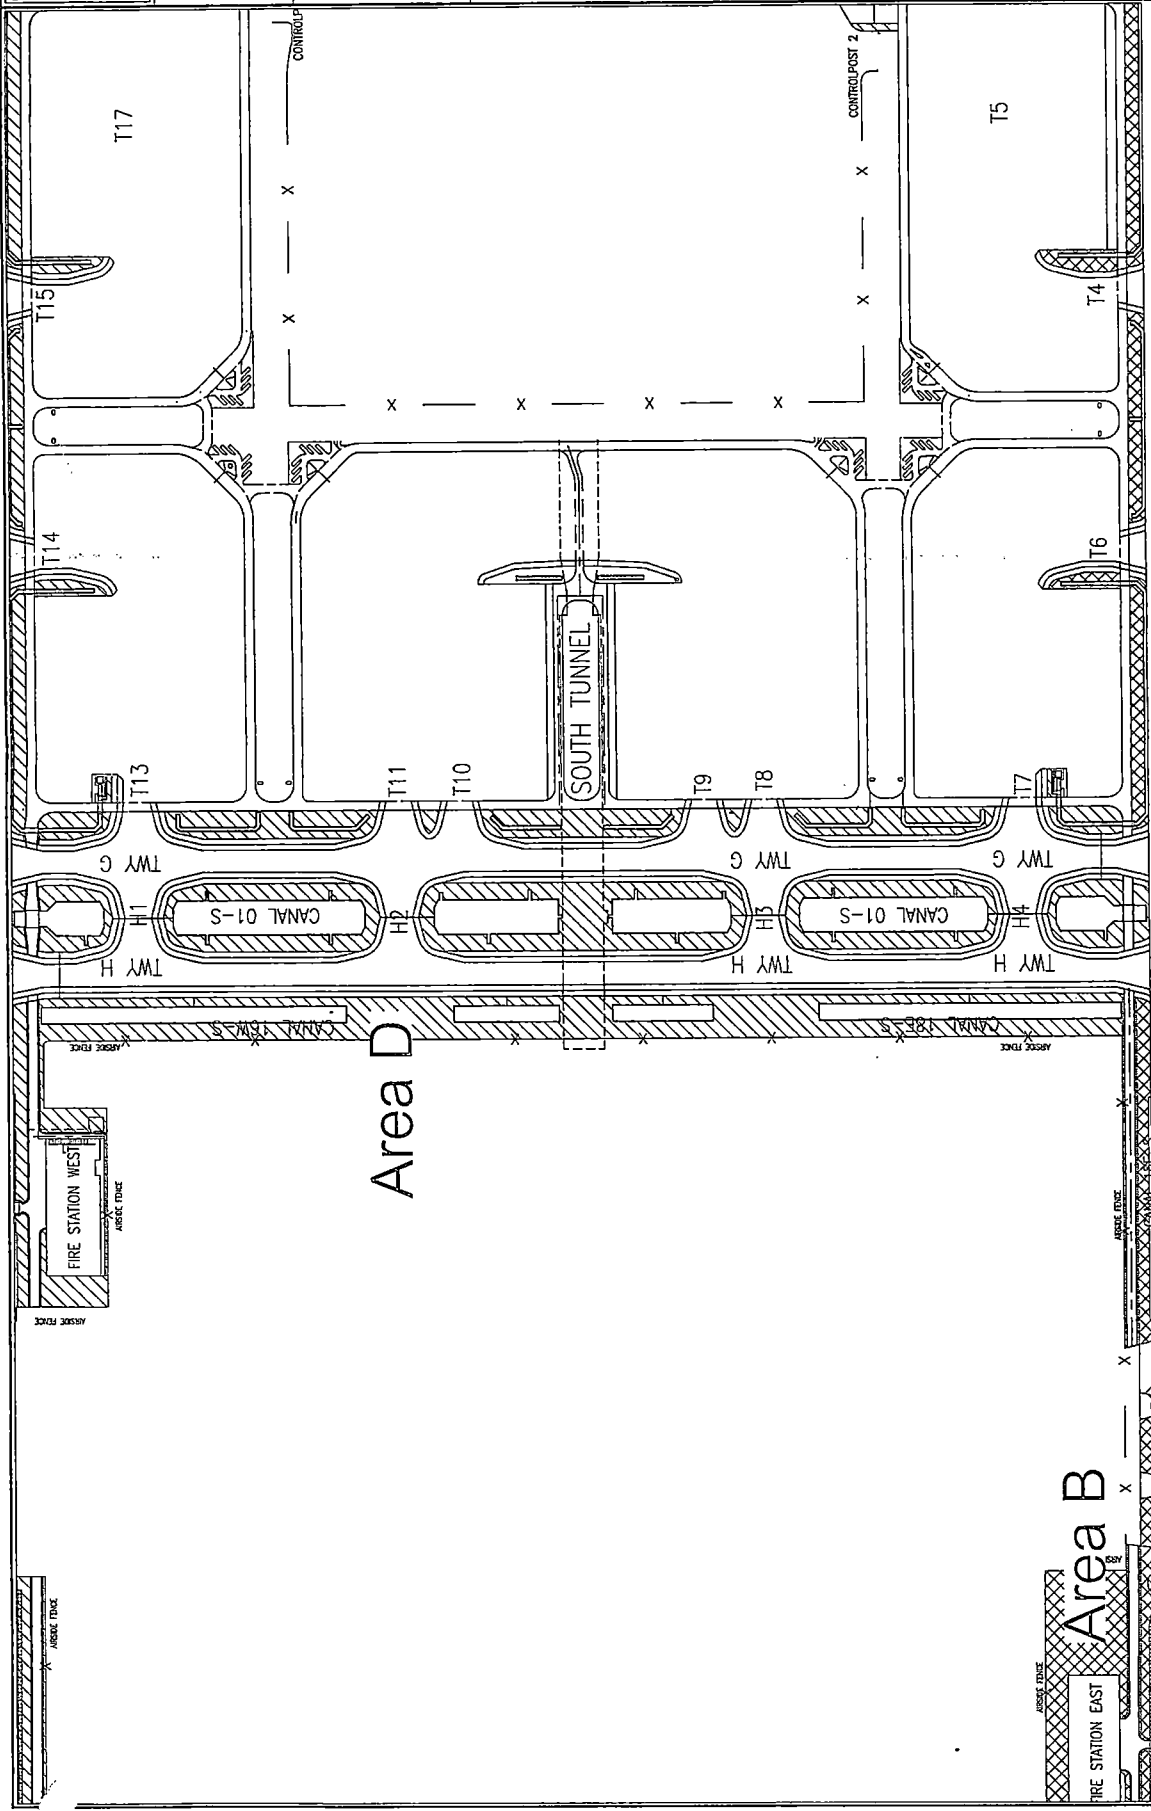 CONTROLP
CONTROLPOST 2
T17
T5
T15
T4
T14
T6
SOUTH TUNNEL
T13
T11
T10
T9
T8
T7
TWY G
TWY G
TWY G
H1
CANAL 01-S
H2
H3
CANAL 01-S
H4
TWY H
TWY H
TWY H
CANAL 16W-S
CANAL 18E-S
AIRSIDE FENCE
AIRSIDE FENCE
Area D
FIRE STATION WEST
AIRSIDE FENCE
AIRSIDE FENCE
AIRSIDE FENCE
AIRSIDE FENCE
Area B
AIRSIDE FENCE
FIRE STATION EAST